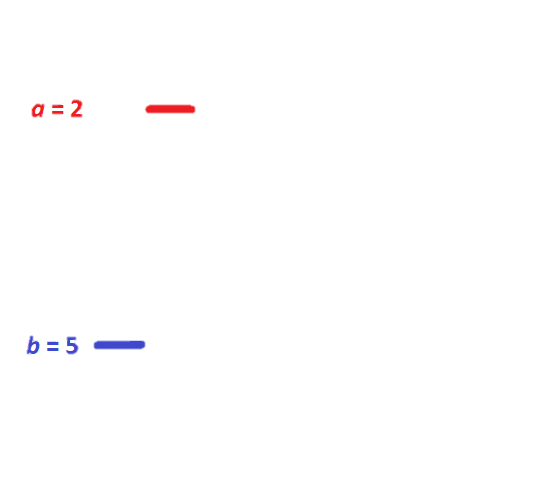 a = 2
b = 5